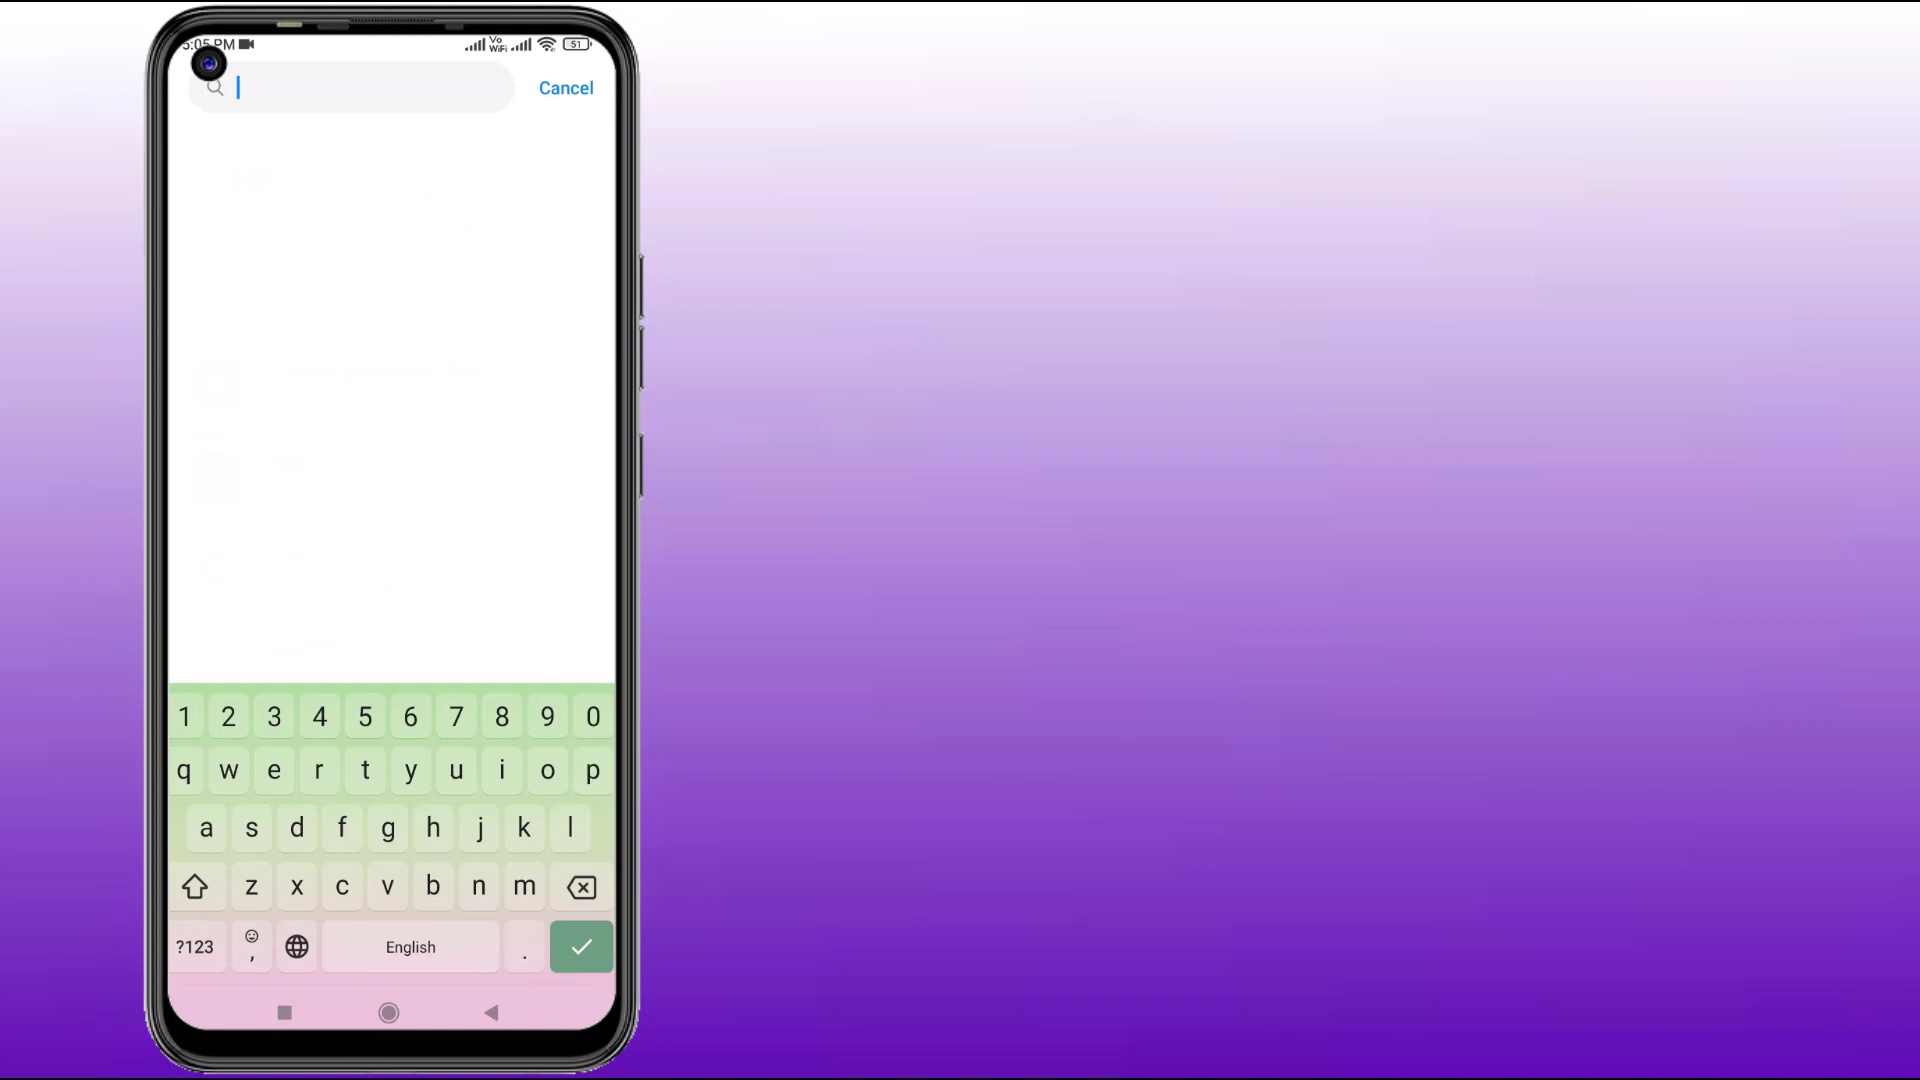 5:05 PM Vo WiFi 51
Cancel
1 2 3 4 5 6 7 8 9 0
q w e r t y u i o p
a s d f g h j k l
z x c v b n m
?123 , English .